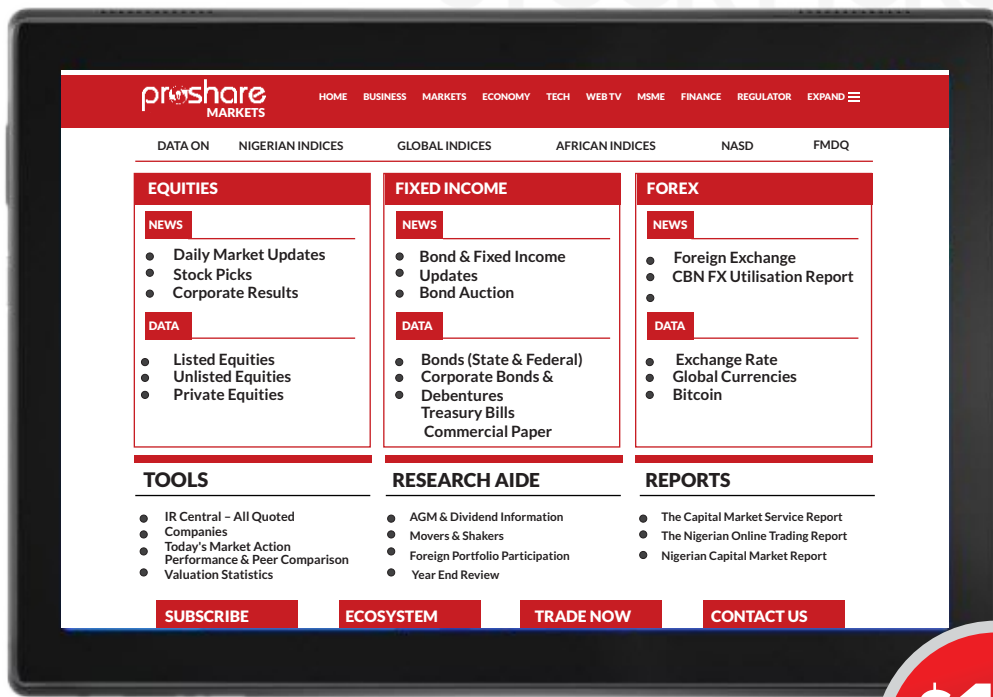 proshare
MARKETS
HOME BUSINESS MARKETS ECONOMY TECH WEB TV MSME FINANCE REGULATOR EXPAND
DATA ON NIGERIAN INDICES GLOBAL INDICES AFRICAN INDICES NASD FMDQ
EQUITIES
NEWS
Daily Market Updates
Stock Picks
Corporate Results
DATA
Listed Equities
Unlisted Equities
Private Equities
FIXED INCOME
NEWS
Bond & Fixed Income
Updates
Bond Auction
DATA
Bonds (State & Federal)
Corporate Bonds &
Debentures
Treasury Bills
Commercial Paper
FOREX
NEWS
Foreign Exchange
CBN FX Utilisation Report
DATA
Exchange Rate
Global Currencies
Bitcoin
TOOLS
IR Central – All Quoted
Companies
Today's Market Action
Performance & Peer Comparison
Valuation Statistics
RESEARCH AIDE
AGM & Dividend Information
Movers & Shakers
Foreign Portfolio Participation
Year End Review
REPORTS
The Capital Market Service Report
The Nigerian Online Trading Report
Nigerian Capital Market Report
SUBSCRIBE ECOSYSTEM TRADE NOW CONTACT US